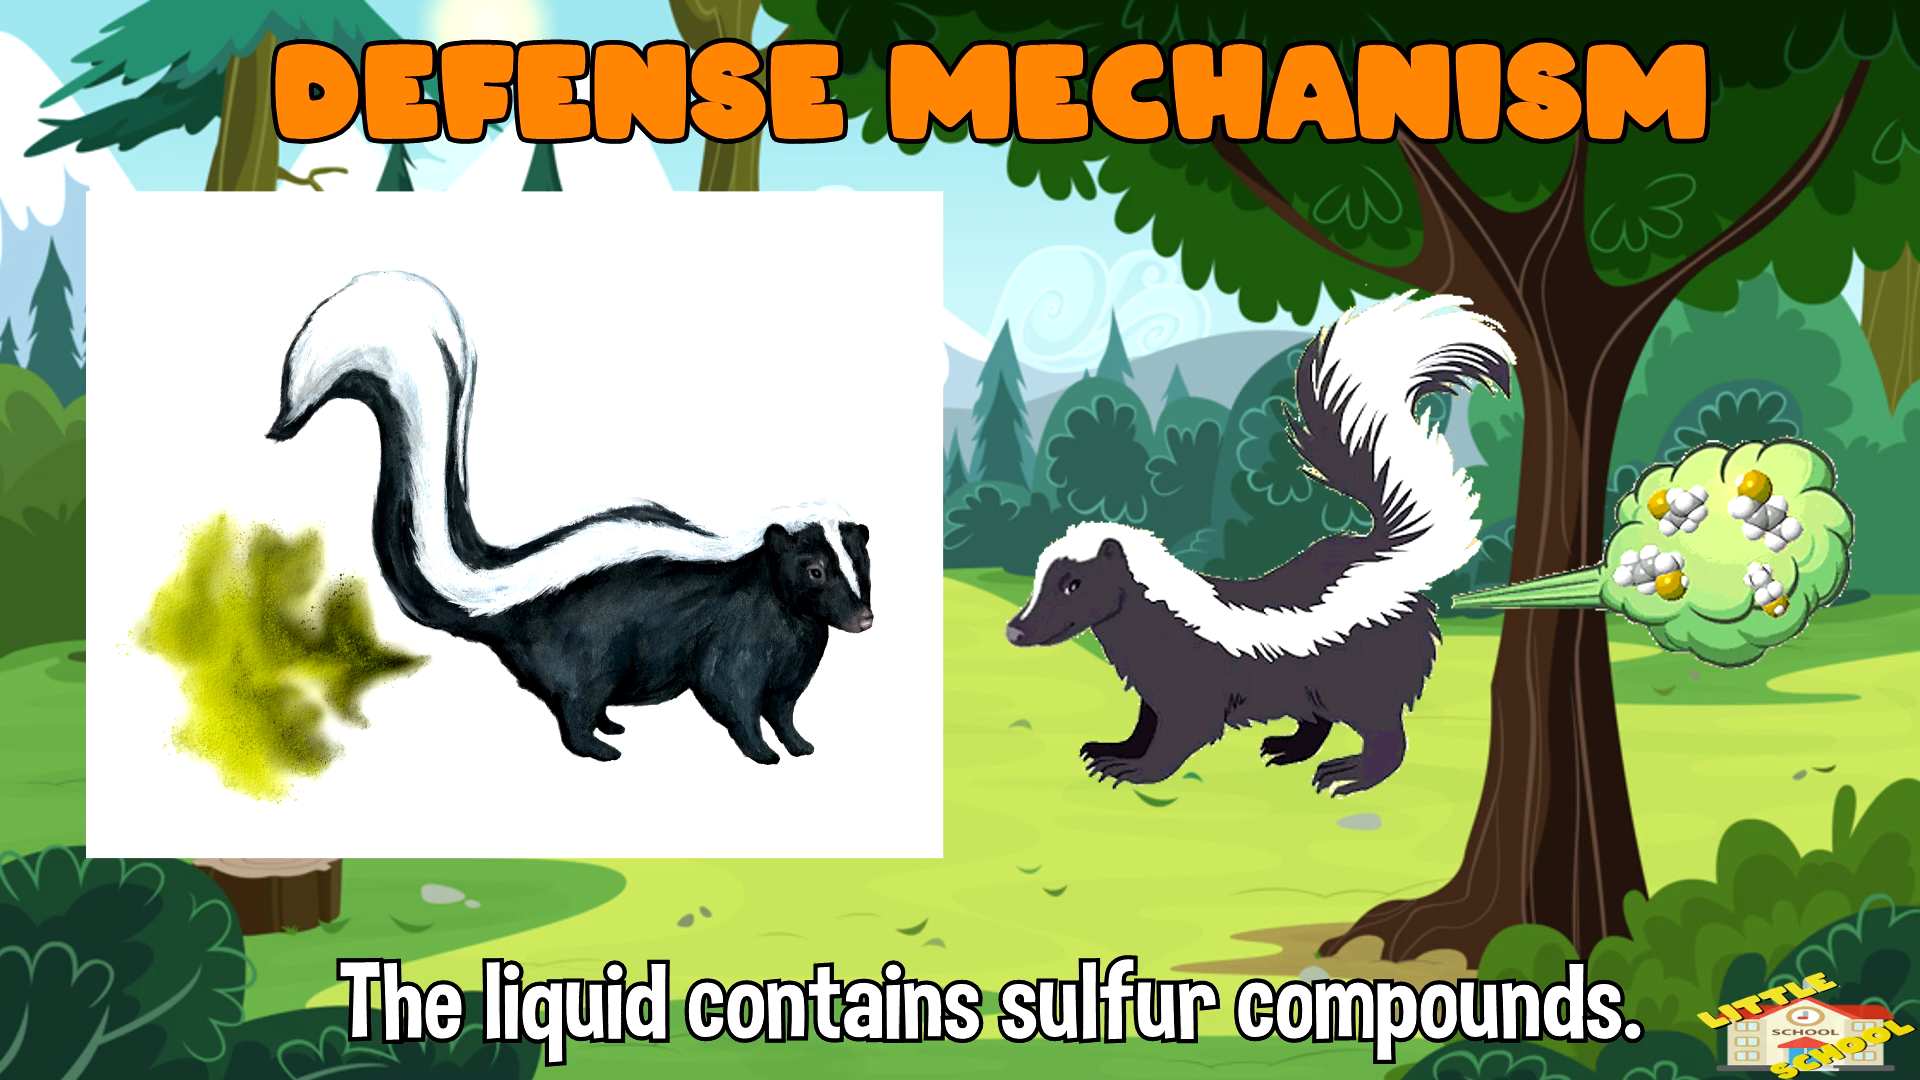 DEFENSE MECHANISM
The liquid contains sulfur compounds.
LITTLE
SCHOOL
SCHOOL